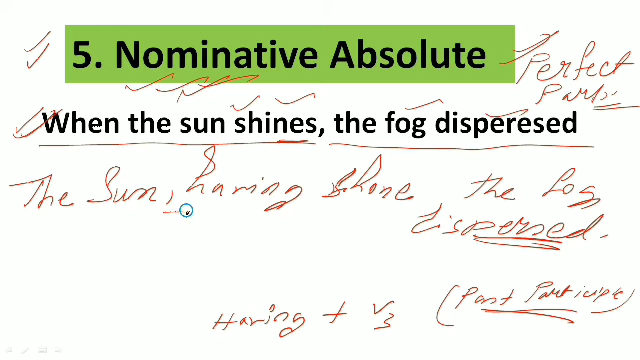 5. Nominative Absolute
Perfect
Parti
When the sun shines, the fog disperesed
The Sun, having shone the fog
dispersed.
Having + V3 (Past Participle)